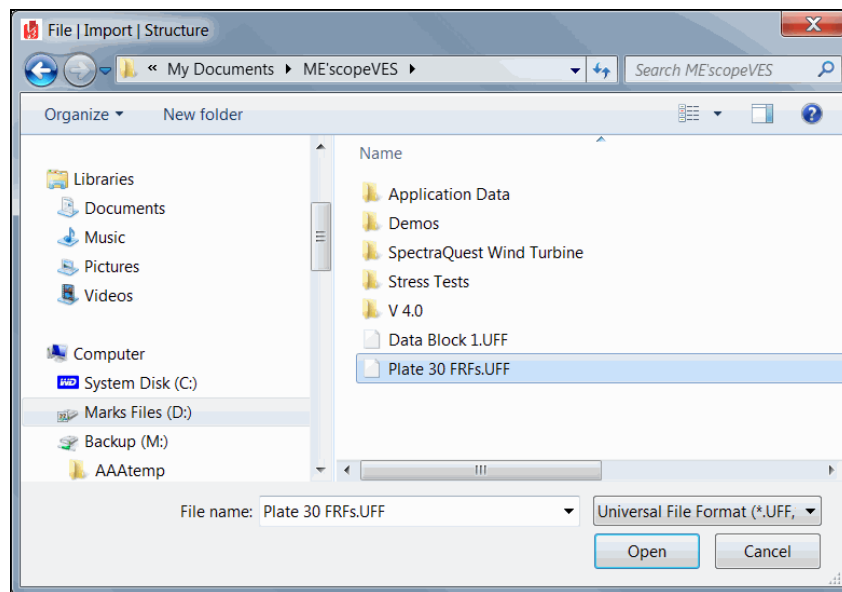 File | Import | Structure
« My Documents ▸ ME'scopeVES ▸
Search ME'scopeVES
Organize
New folder
Name
Libraries
Documents
Music
Pictures
Videos
Computer
System Disk (C:)
Marks Files (D:)
Backup (M:)
AAAtemp
Application Data
Demos
SpectraQuest Wind Turbine
Stress Tests
V 4.0
Data Block 1.UFF
Plate 30 FRFs.UFF
File name: Plate 30 FRFs.UFF
Universal File Format (*.UFF,
Open
Cancel